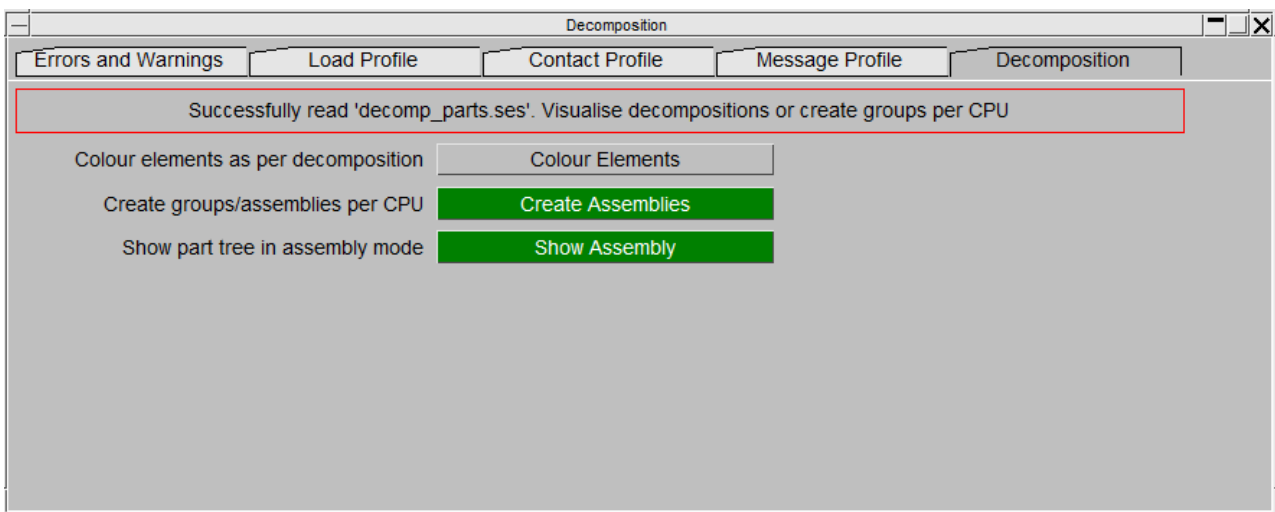 Decomposition
Errors and Warnings Load Profile Contact Profile Message Profile Decomposition
Successfully read 'decomp_parts.ses'. Visualise decompositions or create groups per CPU
Colour elements as per decomposition Colour Elements
Create groups/assemblies per CPU Create Assemblies
Show part tree in assembly mode Show Assembly